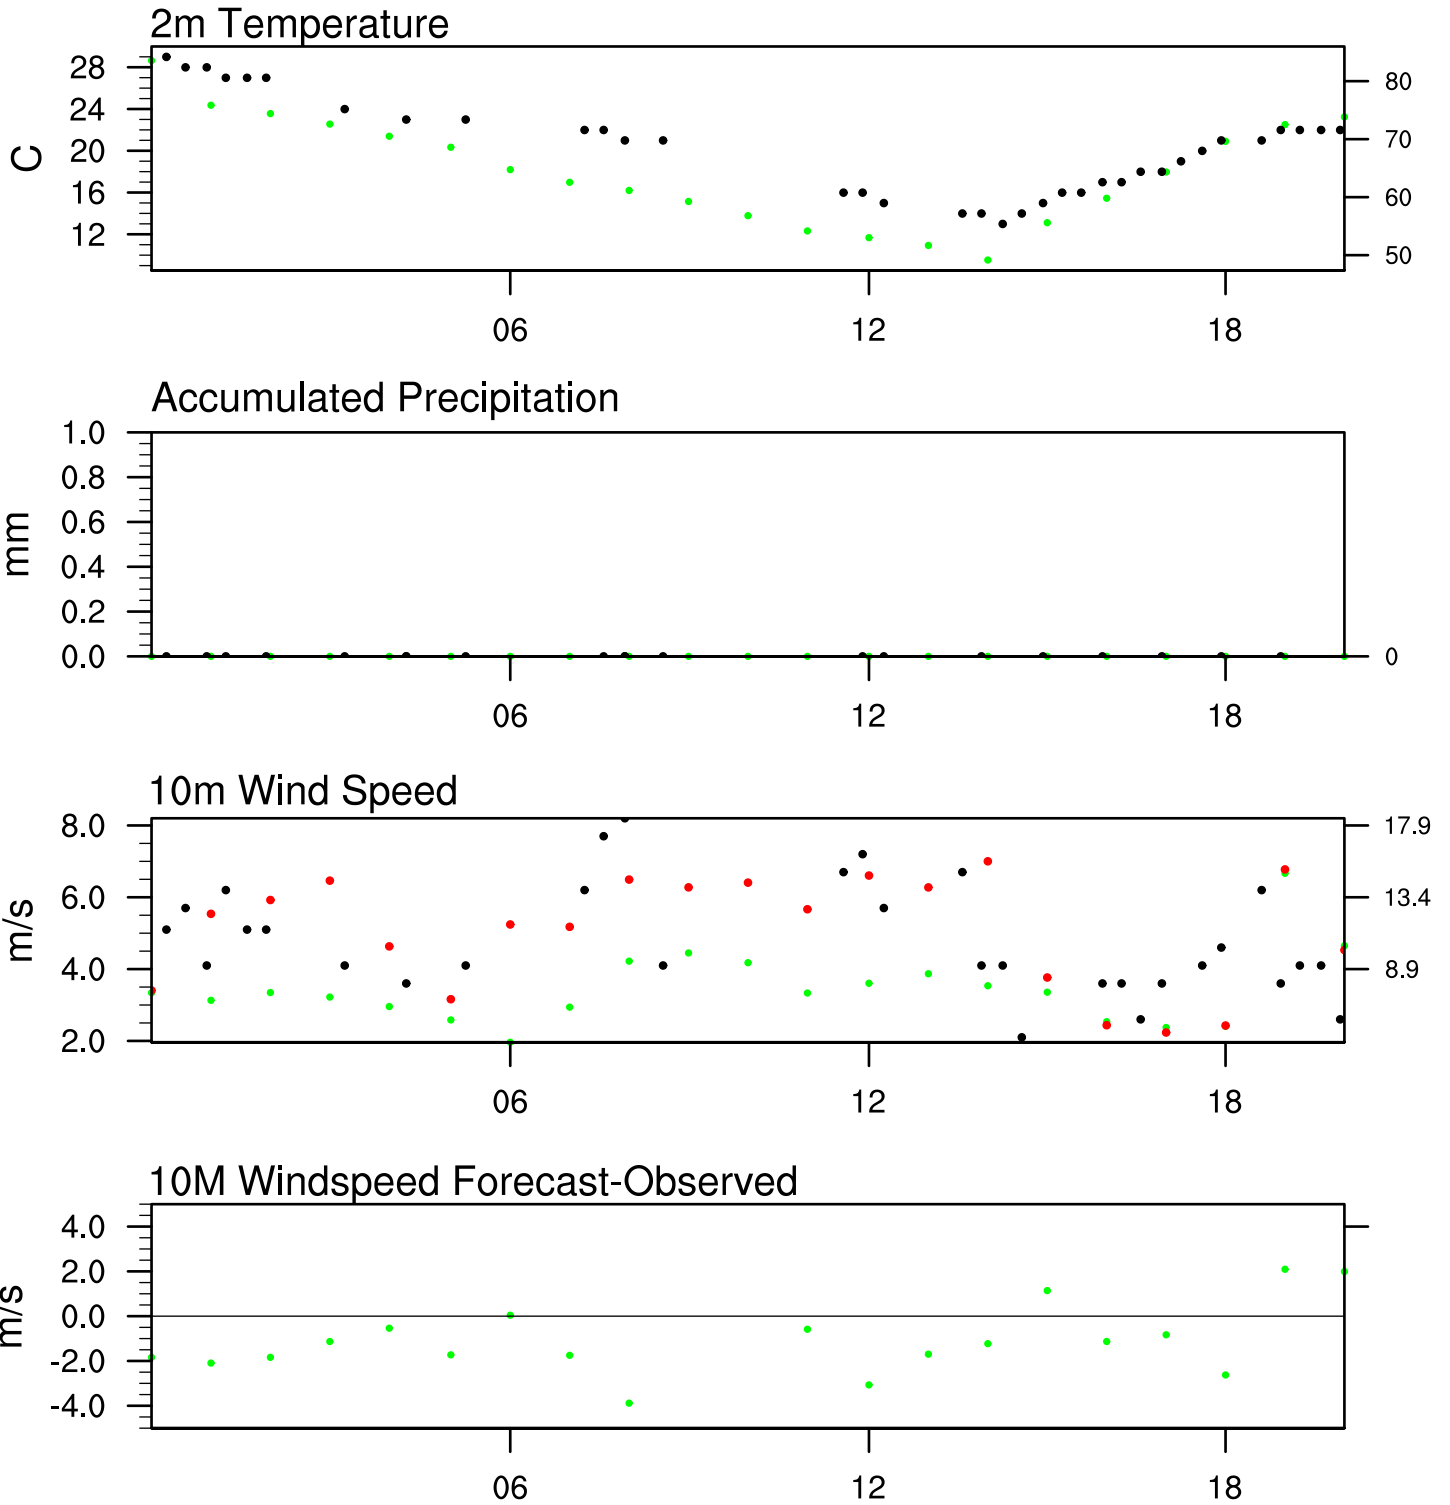 2m Temperature
28
24
20
16
12
C
80
70
60
50
06 12 18
Accumulated Precipitation
1.0
0.8
0.6
0.4
0.2
0.0
mm
0
06 12 18
10m Wind Speed
8.0
6.0
4.0
2.0
m/s
17.9
13.4
8.9
06 12 18
10M Windspeed Forecast-Observed
4.0
2.0
0.0
-2.0
-4.0
m/s
06 12 18